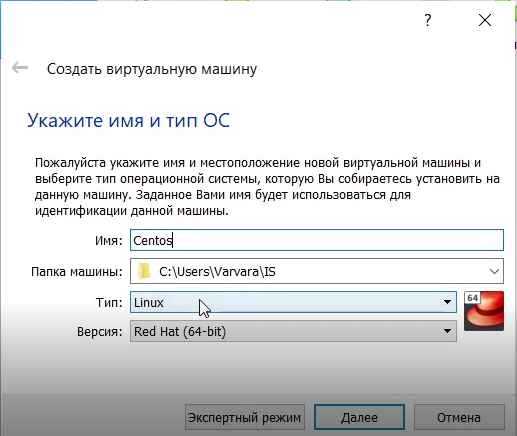 ?
Создать виртуальную машину
Укажите имя и тип ОС
Пожалуйста укажите имя и местоположение новой виртуальной машины и
выберите тип операционной системы, которую Вы собираетесь установить на
данную машину. Заданное Вами имя будет использоваться для
идентификации данной машины.
Имя: Centos
Папка машины: C:\Users\Varvara\IS
Тип: Linux
64
Версия: Red Hat (64-bit)
Экспертный режим Далее Отмена